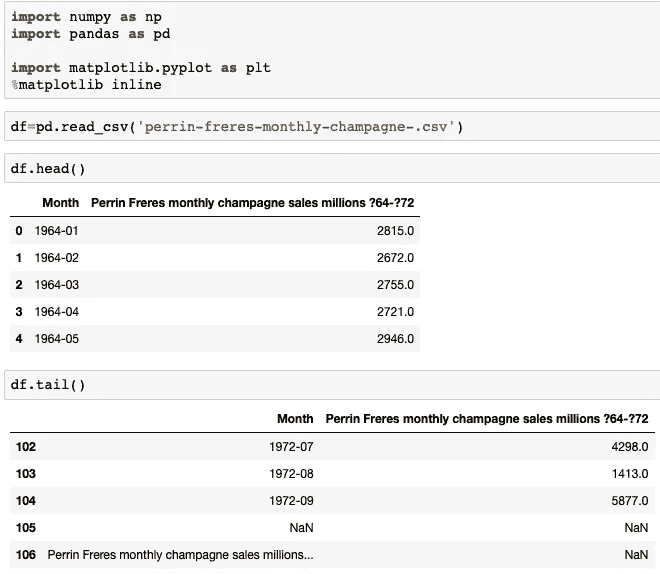 import numpy as np
import pandas as pd
import matplotlib.pyplot as plt
%matplotlib inline
df=pd.read_csv('perrin-freres-monthly-champagne-.csv')
df.head()
Month Perrin Freres monthly champagne sales millions ?64-?72
0 1964-01 2815.0
1 1964-02 2672.0
2 1964-03 2755.0
3 1964-04 2721.0
4 1964-05 2946.0
df.tail()
Month Perrin Freres monthly champagne sales millions ?64-?72
102 1972-07 4298.0
103 1972-08 1413.0
104 1972-09 5877.0
105 NaN NaN
106 Perrin Freres monthly champagne sales millions... NaN